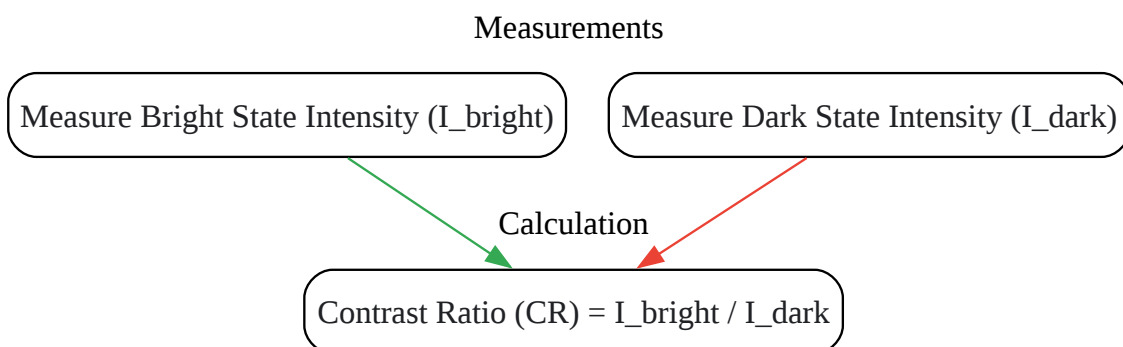 Measurements
Measure Bright State Intensity (I_bright)
Measure Dark State Intensity (I_dark)
Calculation
Contrast Ratio (CR) = I_bright / I_dark